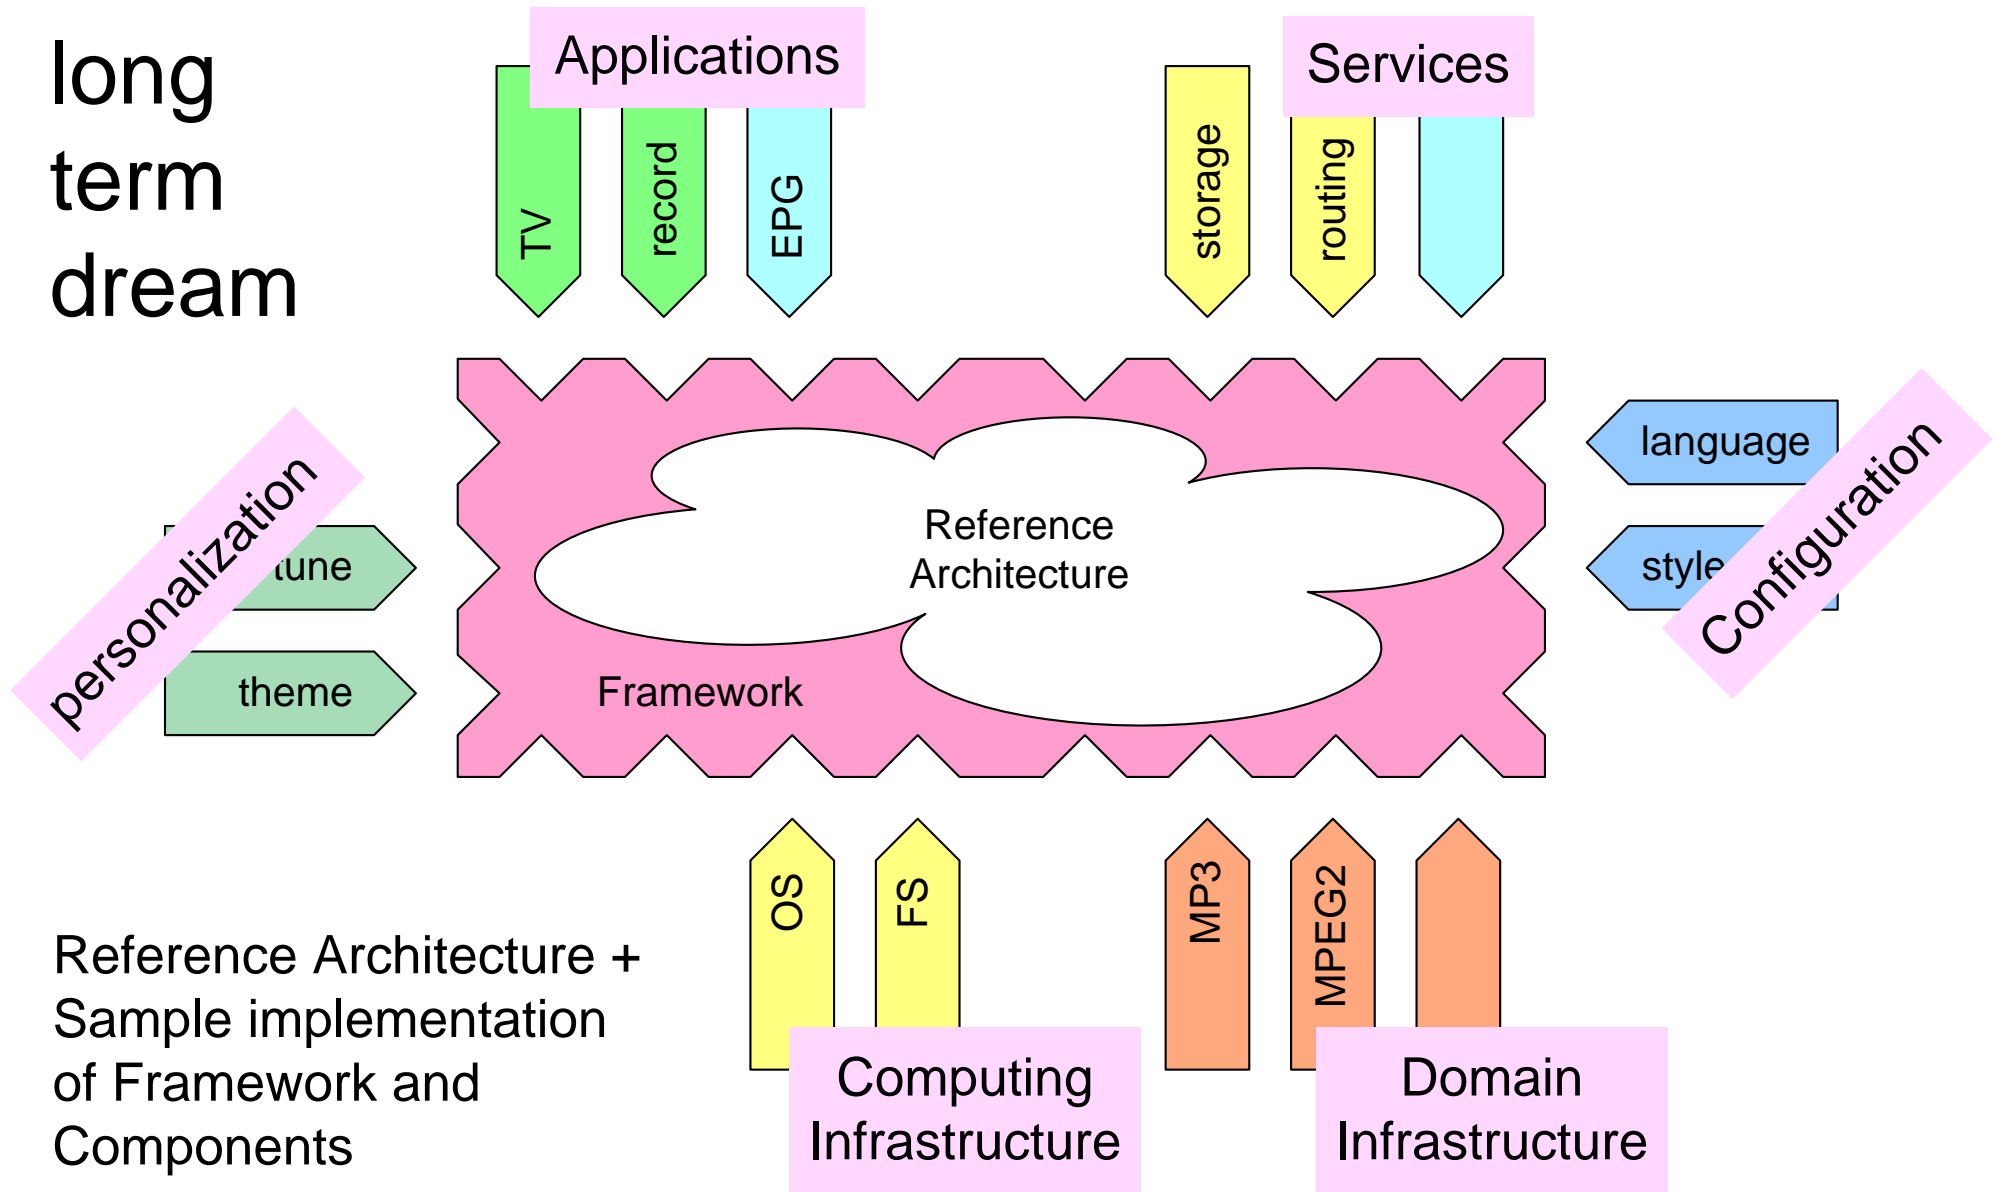 long
term
dream
Applications
Services
TV
record
EPG
storage
routing
personalization
tune
theme
Reference
Architecture
Framework
language
style
Configuration
OS
FS
MP3
MPEG2
Computing
Infrastructure
Domain
Infrastructure
Reference Architecture +
Sample implementation
of Framework and
Components